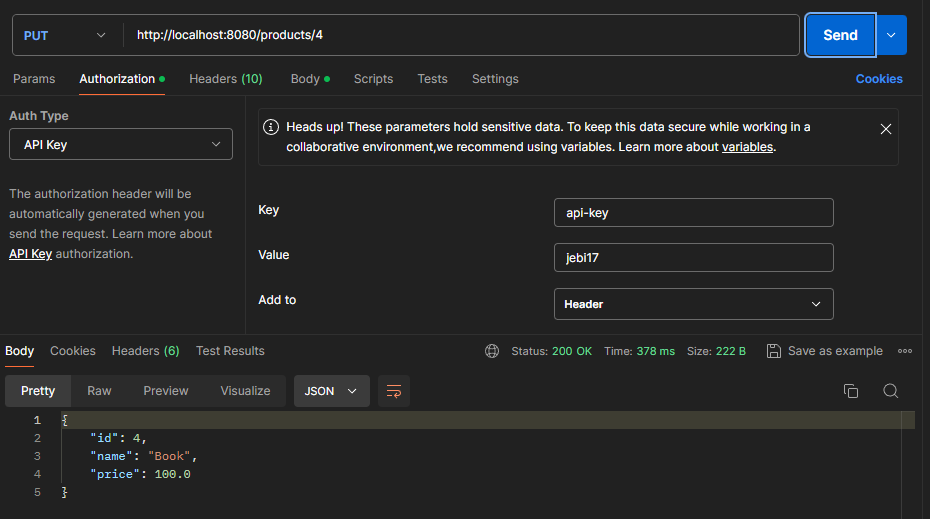 PUT http://localhost:8080/products/4 Send
Params Authorization Headers (10) Body Scripts Tests Settings Cookies
Auth Type
API Key
The authorization header will be
automatically generated when you
send the request. Learn more about
API Key authorization.
Heads up! These parameters hold sensitive data. To keep this data secure while working in a
collaborative environment,we recommend using variables. Learn more about variables.
Key api-key
Value jebi17
Add to Header
Body Cookies Headers (6) Test Results Status: 200 OK Time: 378 ms Size: 222 B Save as example
Pretty Raw Preview Visualize JSON
1 {
2 "id": 4,
3 "name": "Book",
4 "price": 100.0
5 }